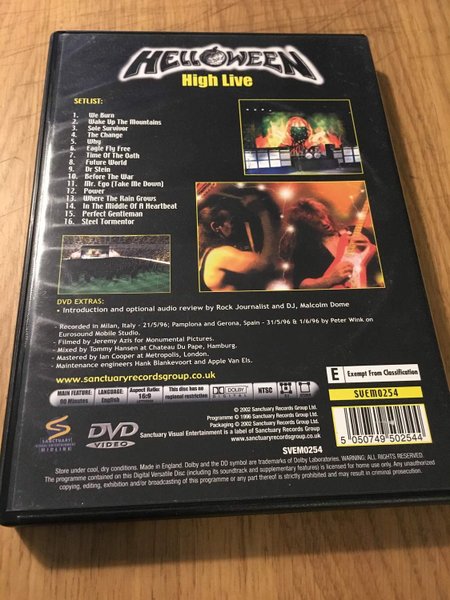 HELLOWEEN
High Live
SETLIST:
1. We Burn
2. Wake Up The Mountains
3. Sole Survivor
4. The Change
5. Why
6. Eagle Fly Free
7. Time Of The Oath
8. Future World
9. Dr Stein
10. Before The War
11. Mr. Ego (Take Me Down)
12. Power
13. Where The Rain Grows
14. In The Middle Of A Heartbeat
15. Perfect Gentleman
16. Steel Tormentor
DVD EXTRAS:
• Introduction and optional audio review by Rock Journalist and DJ, Malcolm Dome
- Recorded in Milan, Italy - 21/5/96; Pamplona and Gerona, Spain - 31/5/96 & 1/6/96 by Peter Wink on
Eurosound Mobile Studio.
- Filmed by Jeremy Azis for Monumental Pictures.
- Mixed by Tommy Hansen at Chateau Du Pape, Hamburg.
- Mastered by Ian Cooper at Metropolis, London.
- Maintenance engineers Hank Blankevoort and Apple Van Els.
www.sanctuaryrecordsgroup.co.uk
E Exempt From Classification
MAIN FEATURE: 90 Minutes
LANGUAGE: English
Aspect Ratio: 16:9
This disc has no regional restriction
DOLBY DIGITAL
NTSC
SVEM0254
SANCTUARY
VISUAL ENTERTAINMENT
MIDLINE
DVD VIDEO
© 2002 Sanctuary Records Group Ltd.
Programme © 1996 Sanctuary Records Group Ltd.
Packaging © 2002 Sanctuary Records Group Ltd.
Sanctuary Visual Entertainment is a label of Sanctuary Records Group Ltd.
www.sanctuaryrecordsgroup.co.uk
SVEM0254
5 050749 502544
Store under cool, dry conditions. Made in England. Dolby and the DD symbol are trademarks of Dolby Laboratories. WARNING: ALL RIGHTS RESERVED.
The programme contained on this Digital Versatile Disc (including its soundtrack and supplementary features) is licensed for home use only. Any unauthorized
copying, editing, exhibition and/or broadcasting of this programme or any part thereof is strictly prohibited and may result in criminal prosecution.